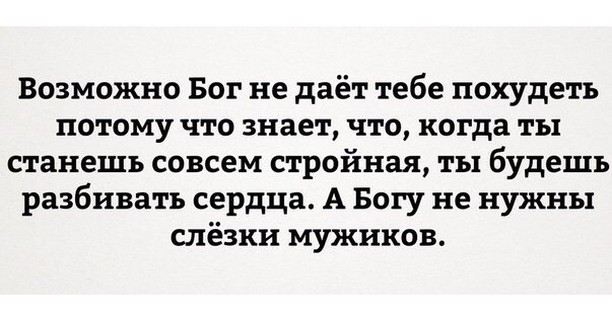 Возможно Бог не даёт тебе похудеть
потому что знает, что, когда ты
станешь совсем стройная, ты будешь
разбивать сердца. А Богу не нужны
слёзки мужиков.